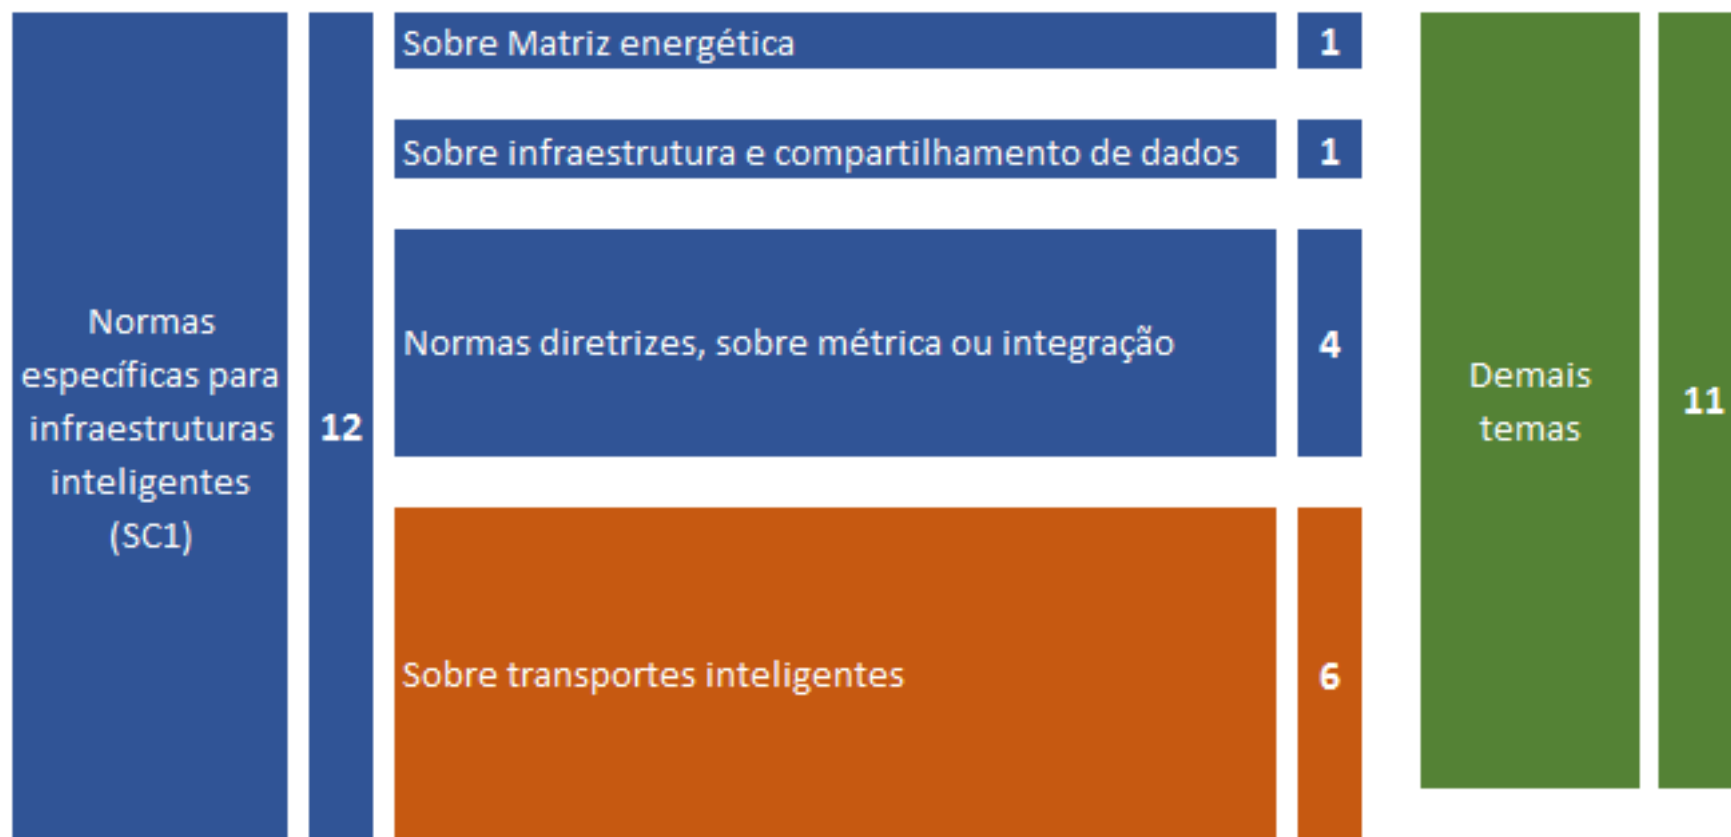 Normas
específicas para
infraestruturas
inteligentes
(SC1)
12
Sobre Matriz energética
1
Sobre infraestrutura e compartilhamento de dados
1
Normas diretrizes, sobre métrica ou integração
4
Sobre transportes inteligentes
6
Demais
temas
11